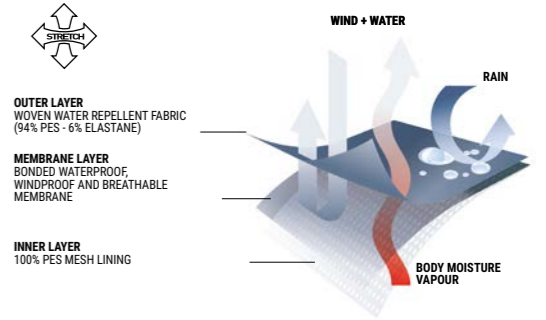 STRETCH
WIND + WATER
RAIN
OUTER LAYER
WOVEN WATER REPELLENT FABRIC
(94% PES - 6% ELASTANE)
MEMBRANE LAYER
BONDED WATERPROOF,
WINDPROOF AND BREATHABLE
MEMBRANE
INNER LAYER
100% PES MESH LINING
BODY MOISTURE
VAPOUR